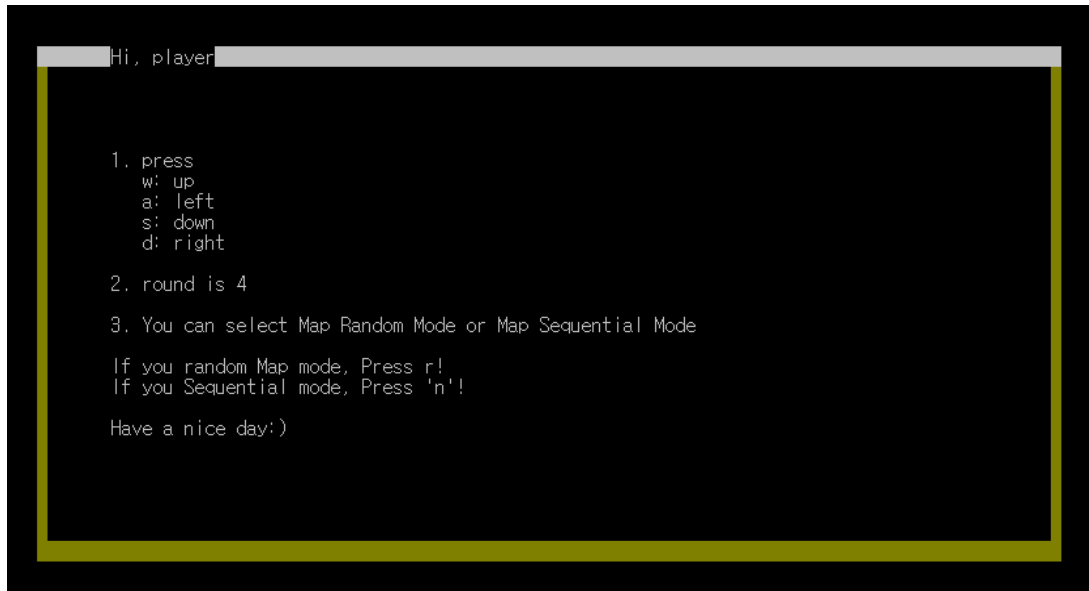 Hi, player
1. press
w: up
a: left
s: down
d: right
2. round is 4
3. You can select Map Random Mode or Map Sequential Mode
If you random Map mode, Press r!
If you Sequential mode, Press 'n'!
Have a nice day:)